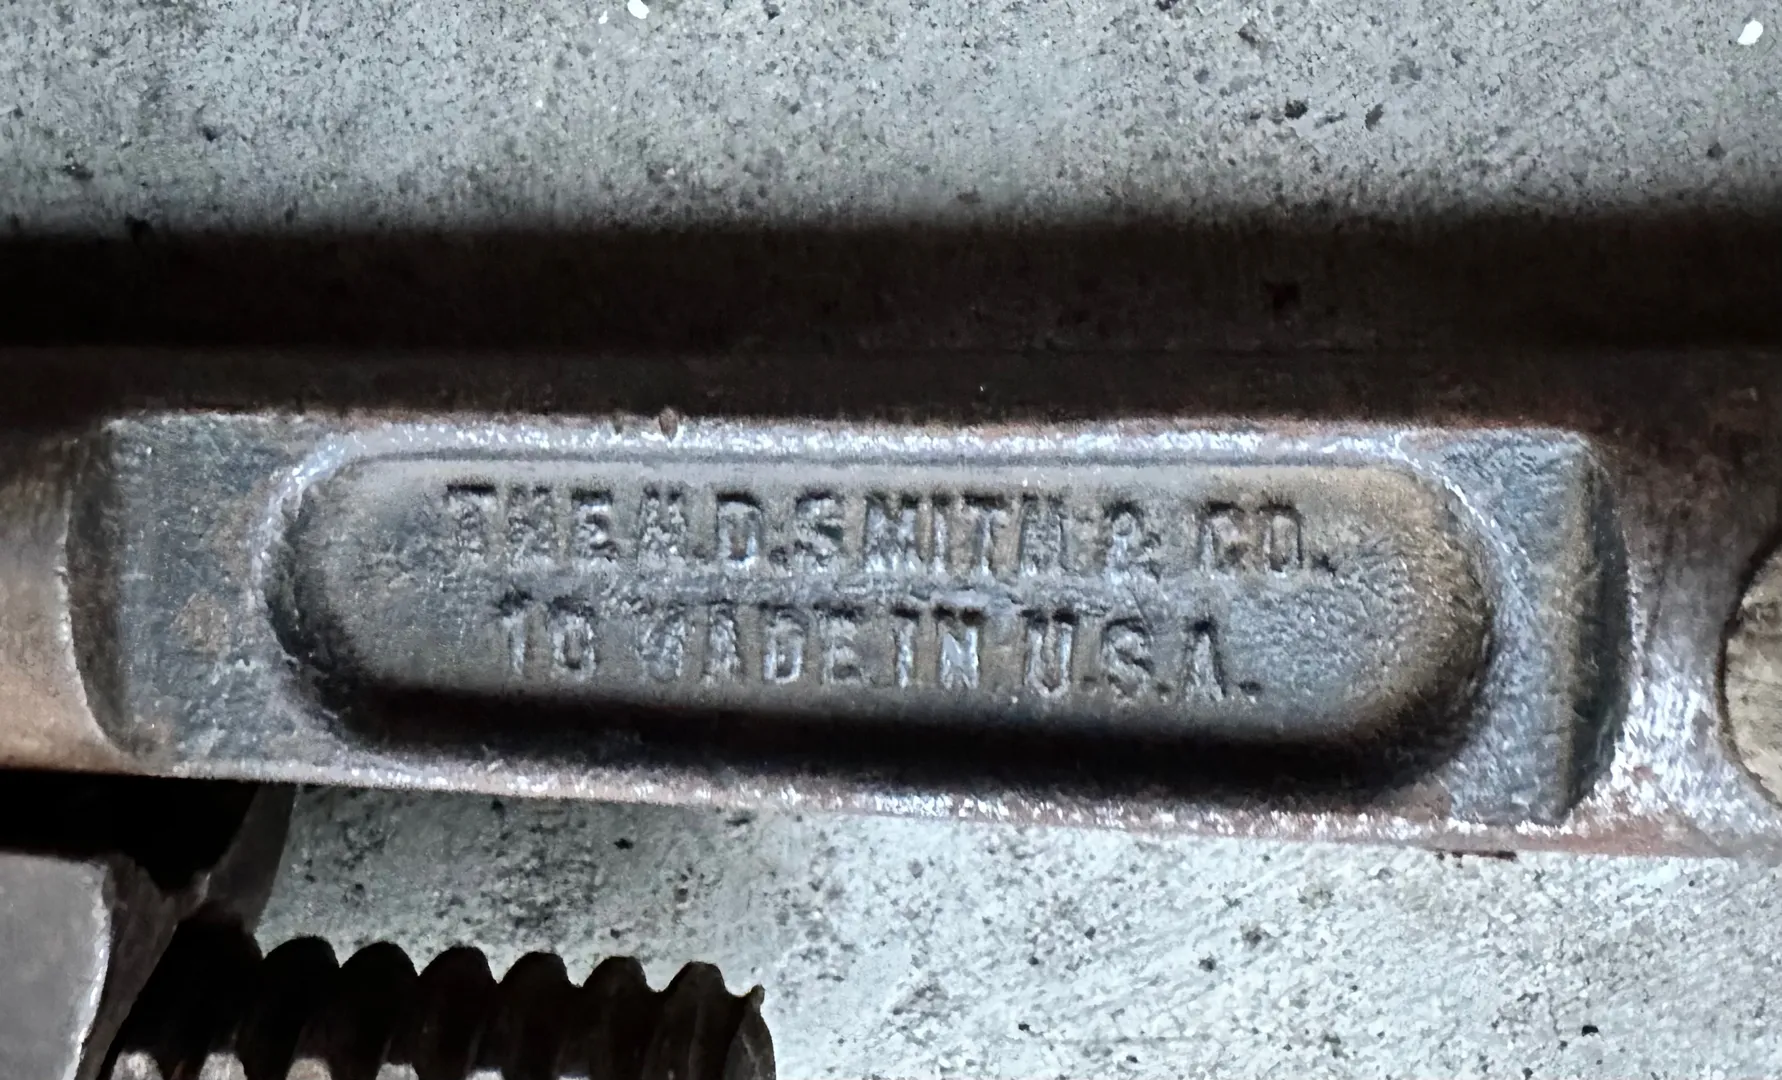 THE H.D. SMITH & CO.
10 MADE IN U.S.A.